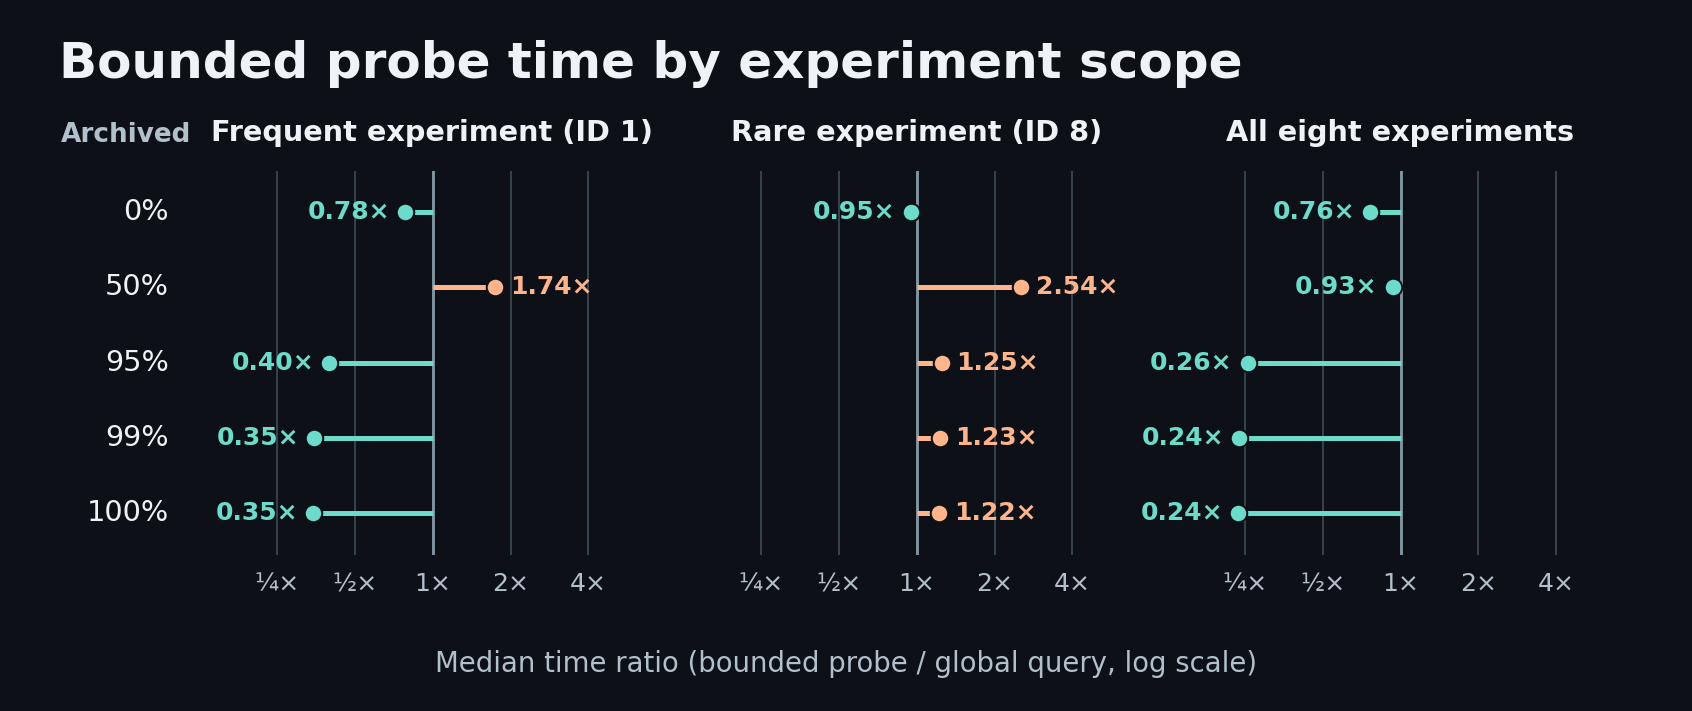 Bounded probe time by experiment scope
Archived Frequent experiment (ID 1) Rare experiment (ID 8) All eight experiments
0% 0.78× 0.95× 0.76×
50% 1.74× 2.54× 0.93×
95% 0.40× 1.25× 0.26×
99% 0.35× 1.23× 0.24×
100% 0.35× 1.22× 0.24×
¼× ½× 1× 2× 4× ¼× ½× 1× 2× 4× ¼× ½× 1× 2× 4×
Median time ratio (bounded probe / global query, log scale)